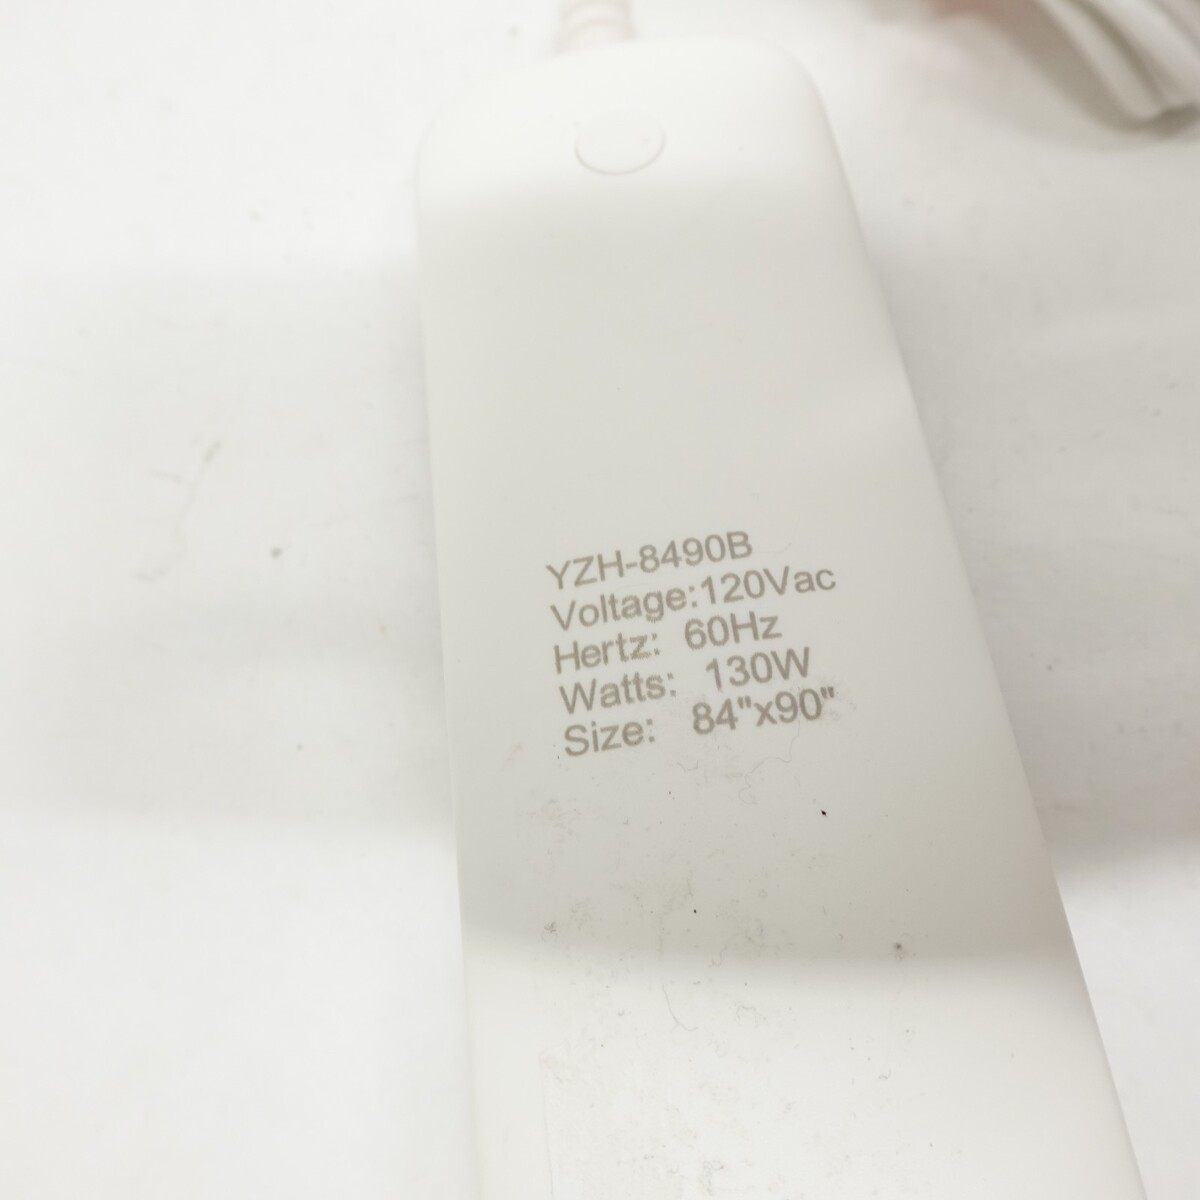 YZH-8490B
Voltage:120Vac
Hertz: 60Hz
Watts: 130W
Size: 84"x90"